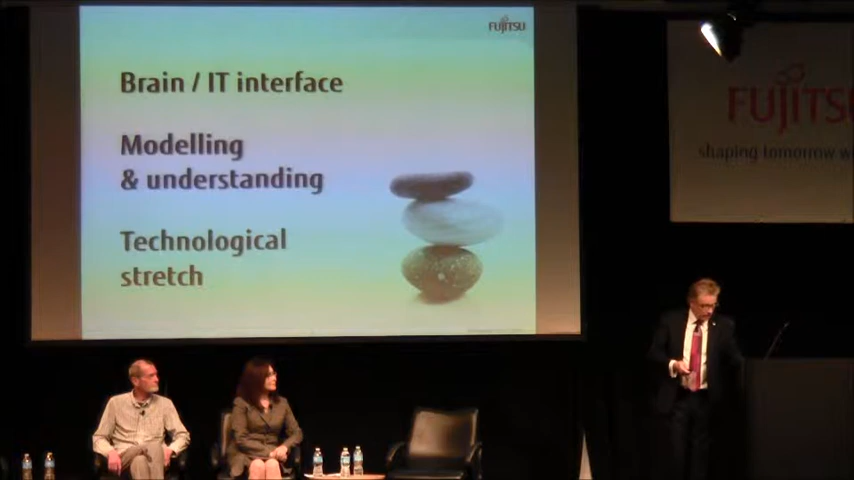 FUJITSU
Brain / IT interface
Modelling
& understanding
Technological
stretch
FUJITSU
shaping tomorrow w